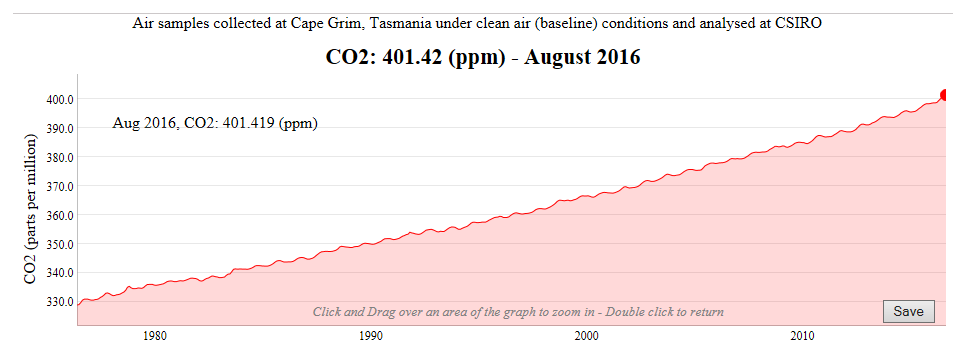 Air samples collected at Cape Grim, Tasmania under clean air (baseline) conditions and analysed at CSIRO
CO2: 401.42 (ppm) - August 2016
CO2 (parts per million)
400.0
Aug 2016, CO2: 401.419 (ppm)
390.0
380.0
370.0
360.0
350.0
340.0
330.0
Click and Drag over an area of the graph to zoom in - Double click to return
Save
1980
1990
2000
2010